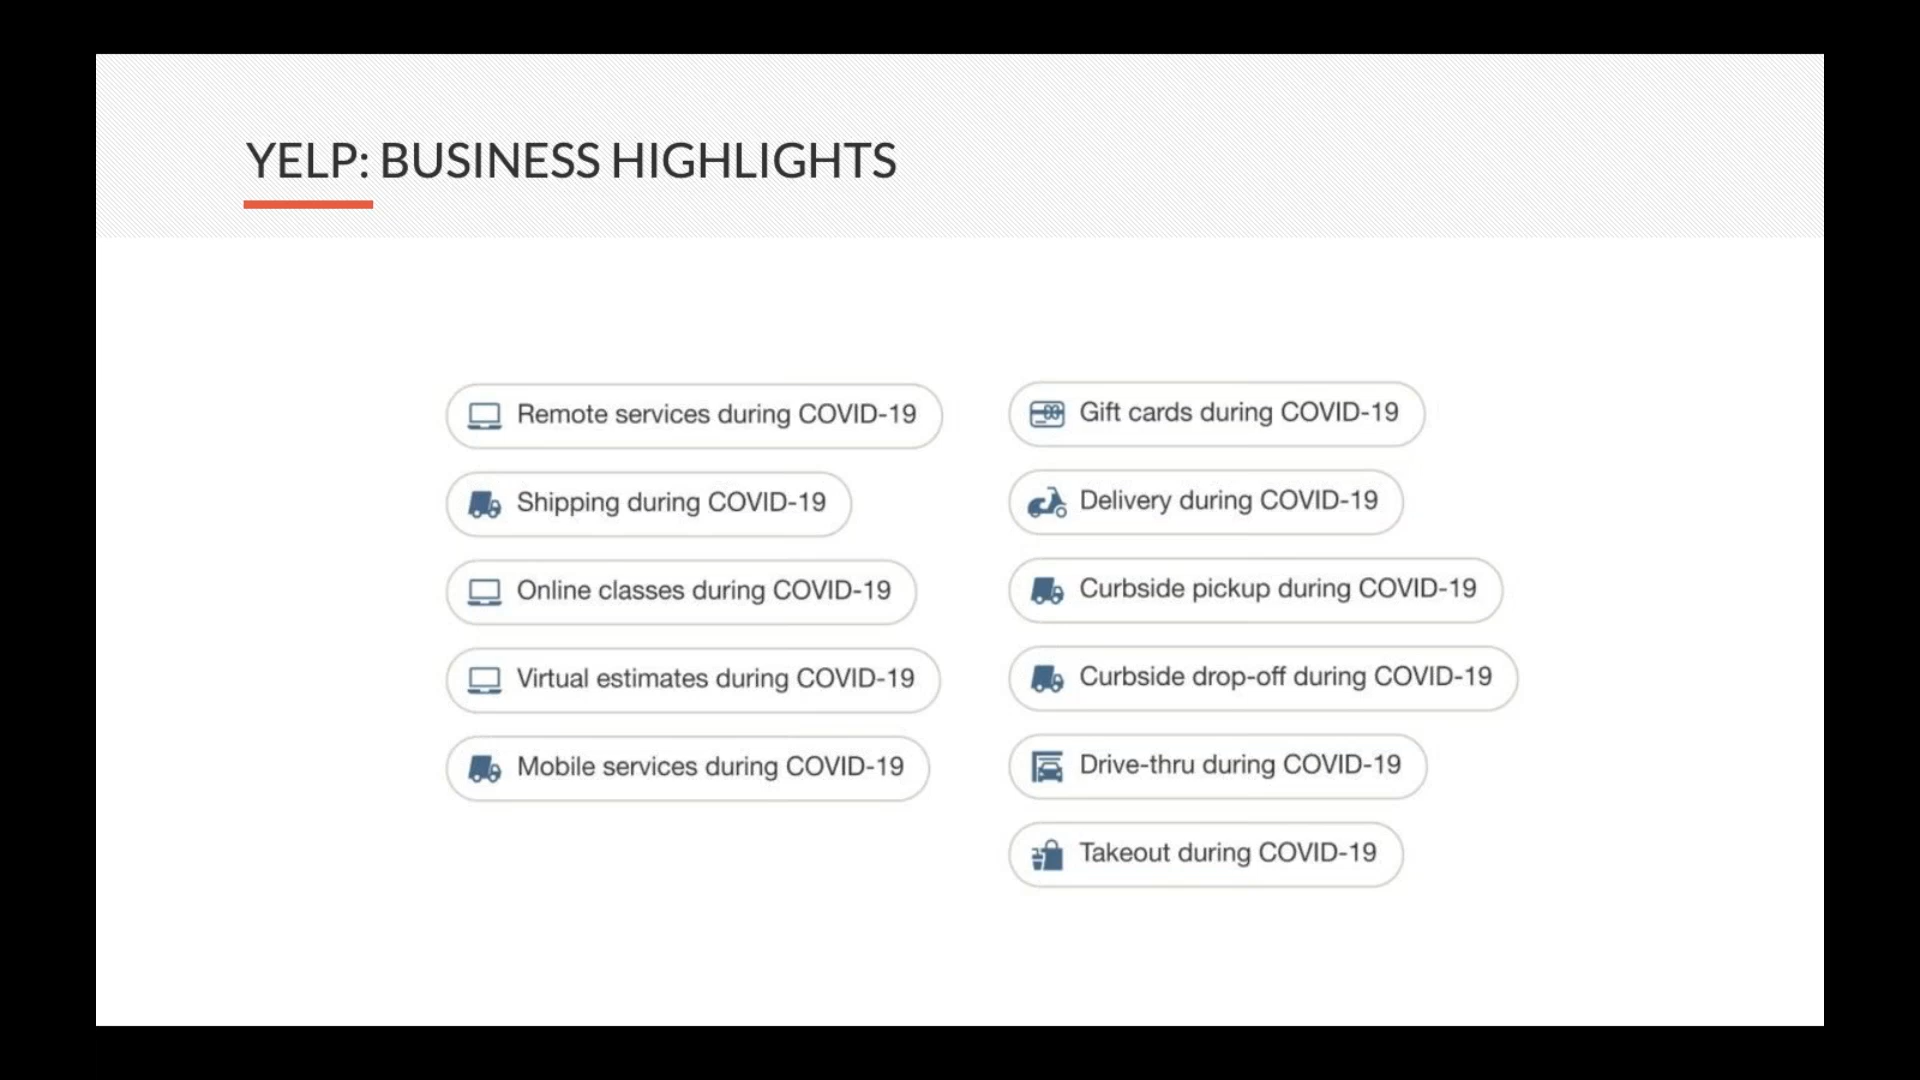 YELP: BUSINESS HIGHLIGHTS
Remote services during COVID-19
Shipping during COVID-19
Online classes during COVID-19
Virtual estimates during COVID-19
Mobile services during COVID-19
Gift cards during COVID-19
Delivery during COVID-19
Curbside pickup during COVID-19
Curbside drop-off during COVID-19
Drive-thru during COVID-19
Takeout during COVID-19